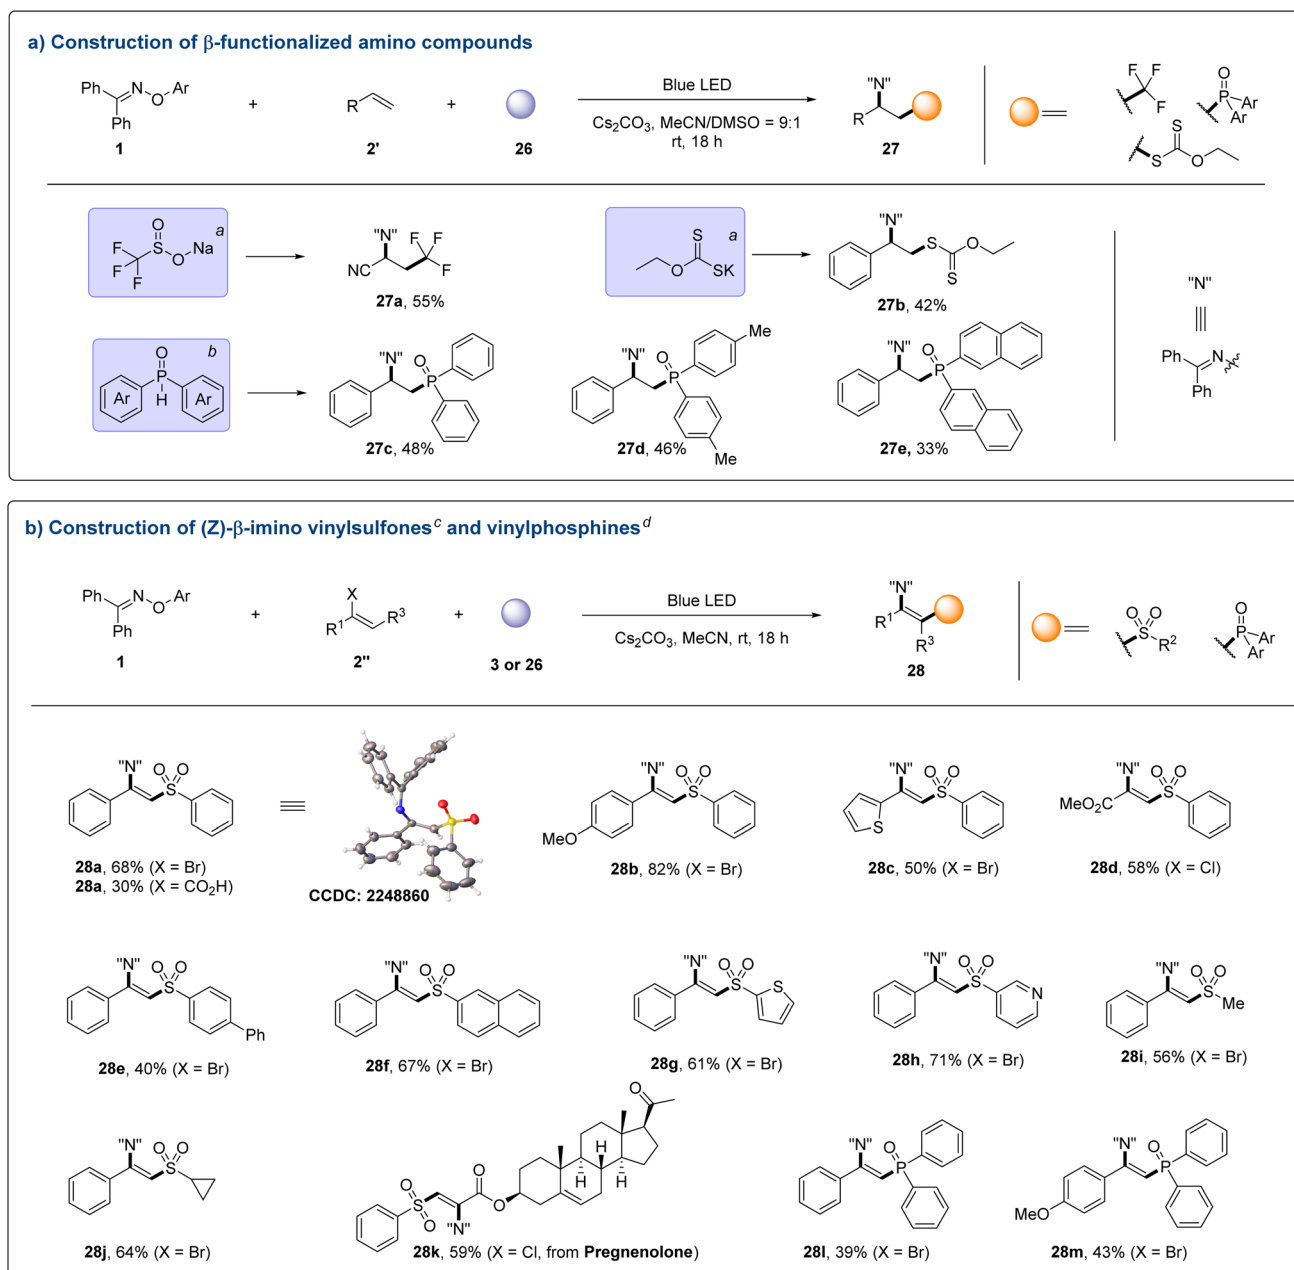 a) Construction of β-functionalized amino compounds
Ph N O Ar
Ph
1
+
R
2'
+
26
Blue LED
Cs2CO3, MeCN/DMSO = 9:1
rt, 18 h
"N"
R
27
F F F
O P Ar Ar
S S O
O S O Na F F F a
"N" NC F F F
27a, 55%
S O SK a
"N" S O S
27b, 42%
O P H Ar Ar b
"N" O P
27c, 48%
"N" O P Me Me
27d, 46%
"N" O P
27e, 33%
"N"
Ph N
Ph
b) Construction of (Z)-β-imino vinylsulfones c and vinylphosphines d
Ph N O Ar
Ph
1
+
X
R1 R3
2''
+
3 or 26
Blue LED
Cs2CO3, MeCN, rt, 18 h
"N"
R1
R3
28
O O S R2
O P Ar Ar
"N" O O S
28a, 68% (X = Br)
28a, 30% (X = CO2H)
CCDC: 2248860
"N" O O S MeO
28b, 82% (X = Br)
"N" O O S S
28c, 50% (X = Br)
"N" O O S MeO2C
28d, 58% (X = Cl)
"N" O O S Ph
28e, 40% (X = Br)
"N" O O S
28f, 67% (X = Br)
"N" O O S S
28g, 61% (X = Br)
"N" O O S N
28h, 71% (X = Br)
"N" O O S Me
28i, 56% (X = Br)
"N" O O S
28j, 64% (X = Br)
O H H H O O O S O "N"
28k, 59% (X = Cl, from Pregnenolone)
"N" O P
28l, 39% (X = Br)
"N" O P MeO
28m, 43% (X = Br)